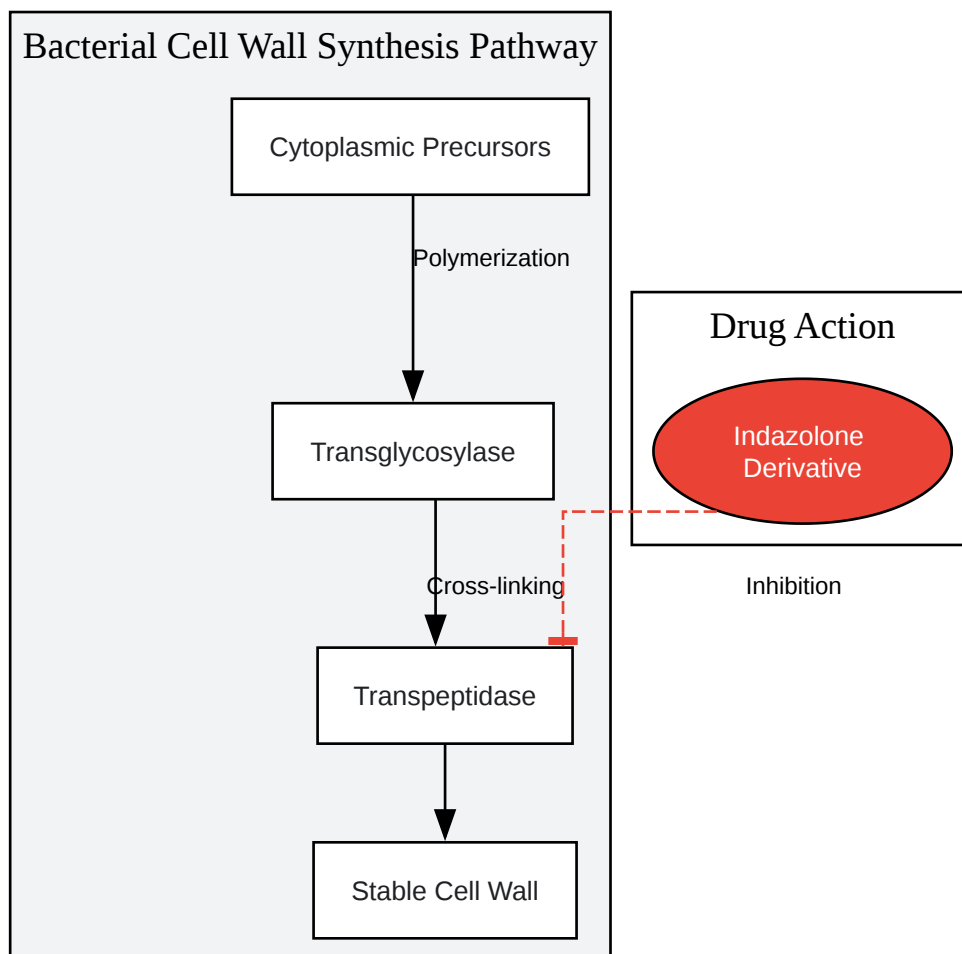 Bacterial Cell Wall Synthesis Pathway
Cytoplasmic Precursors
Polymerization
Transglycosylase
Cross-linking
Transpeptidase
Stable Cell Wall
Drug Action
Indazolone
Derivative
Inhibition